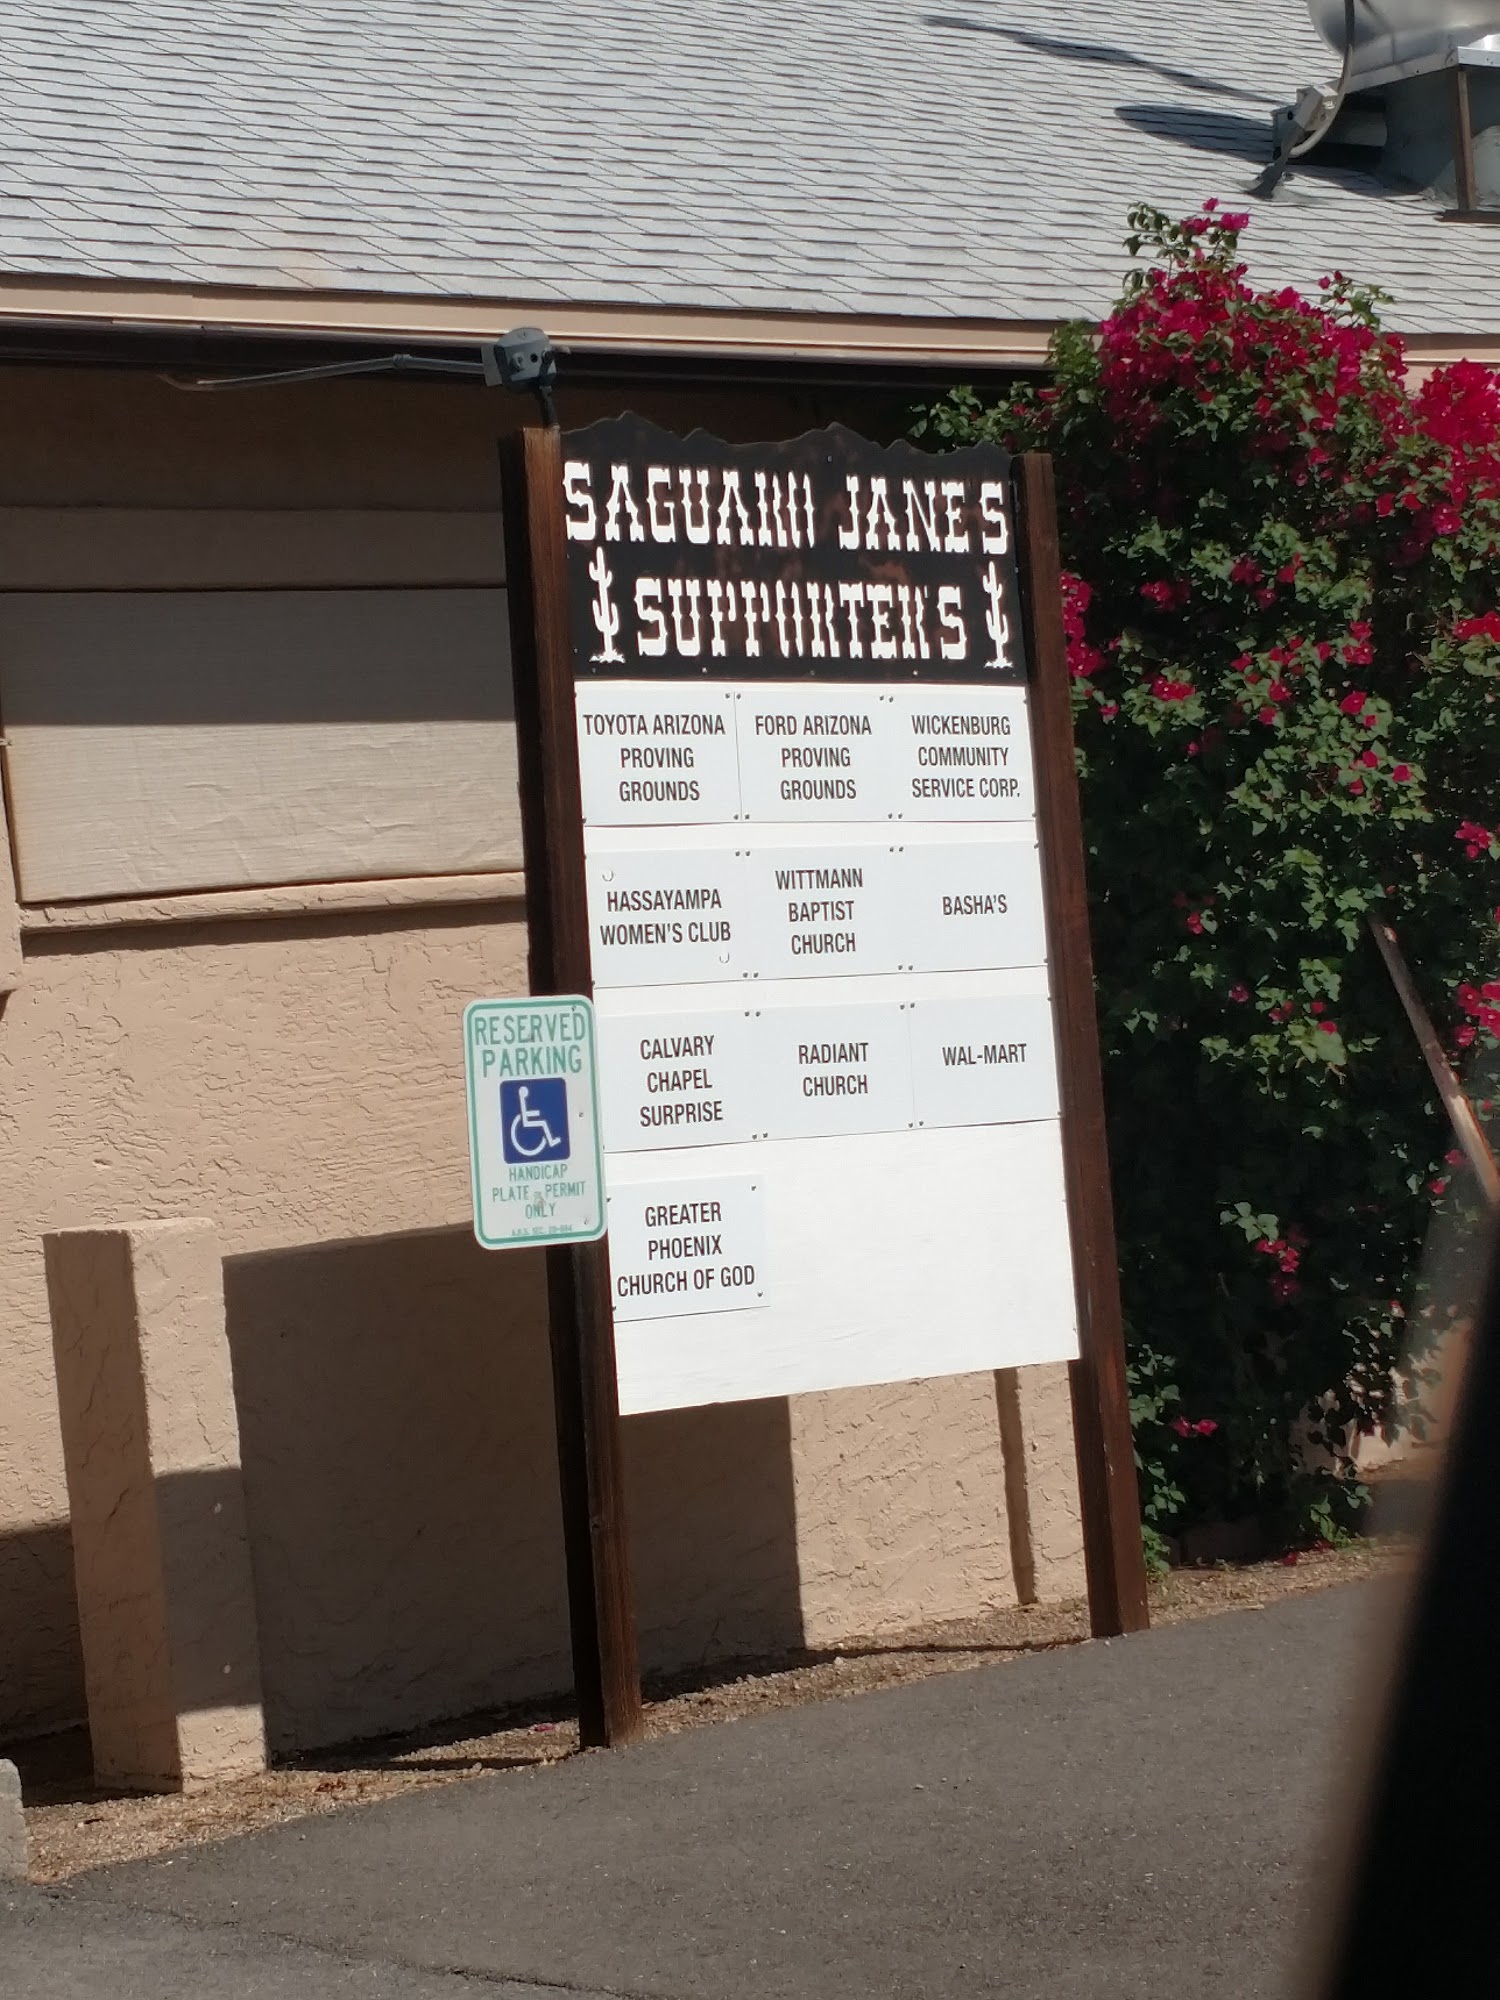 SAGUARO JANE'S
SUPPORTERS
TOYOTA ARIZONA
PROVING
GROUNDS
FORD ARIZONA
PROVING
GROUNDS
WICKENBURG
COMMUNITY
SERVICE CORP.
HASSAYAMPA
WOMEN'S CLUB
WITTMANN
BAPTIST
CHURCH
BASHA'S
CALVARY
CHAPEL
SURPRISE
RADIANT
CHURCH
WAL-MART
GREATER
PHOENIX
CHURCH OF GOD
RESERVED
PARKING
HANDICAP
PLATE OR PERMIT
ONLY